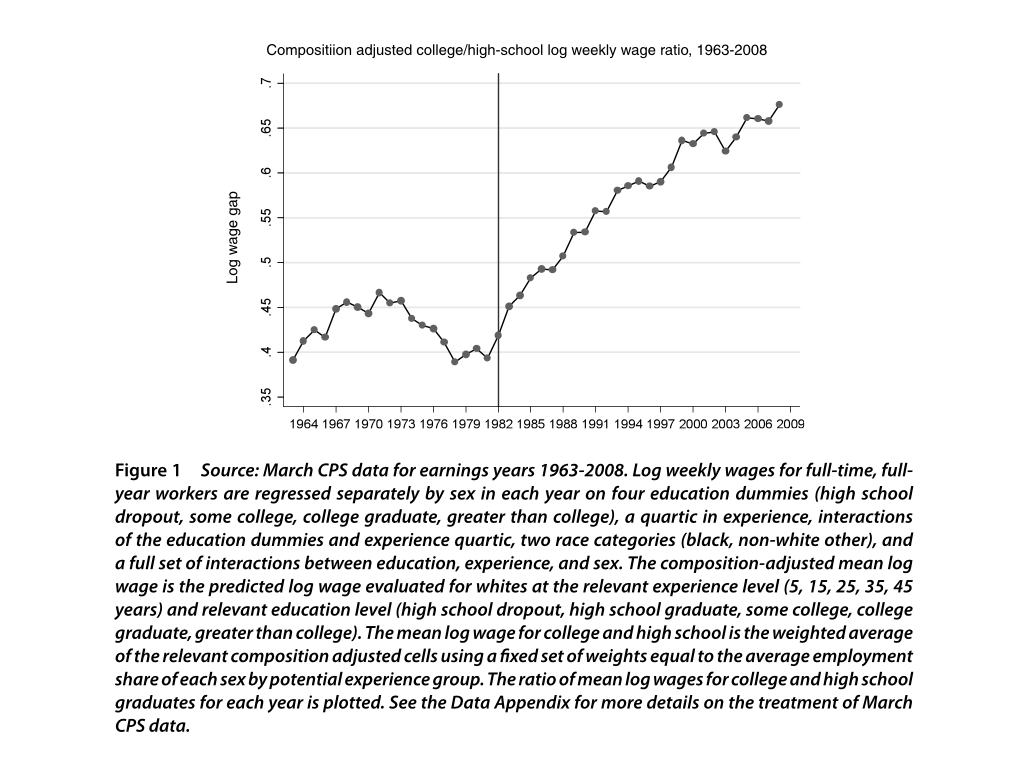 Compositiion adjusted college/high-school log weekly wage ratio, 1963-2008
.7
.65
.6
.55
.5
.45
.4
.35
Log wage gap
1964 1967 1970 1973 1976 1979 1982 1985 1988 1991 1994 1997 2000 2003 2006 2009
Figure 1 Source: March CPS data for earnings years 1963-2008. Log weekly wages for full-time, full-
year workers are regressed separately by sex in each year on four education dummies (high school
dropout, some college, college graduate, greater than college), a quartic in experience, interactions
of the education dummies and experience quartic, two race categories (black, non-white other), and
a full set of interactions between education, experience, and sex. The composition-adjusted mean log
wage is the predicted log wage evaluated for whites at the relevant experience level (5, 15, 25, 35, 45
years) and relevant education level (high school dropout, high school graduate, some college, college
graduate, greater than college). The mean log wage for college and high school is the weighted average
of the relevant composition adjusted cells using a fixed set of weights equal to the average employment
share of each sex by potential experience group. The ratio of mean log wages for college and high school
graduates for each year is plotted. See the Data Appendix for more details on the treatment of March
CPS data.